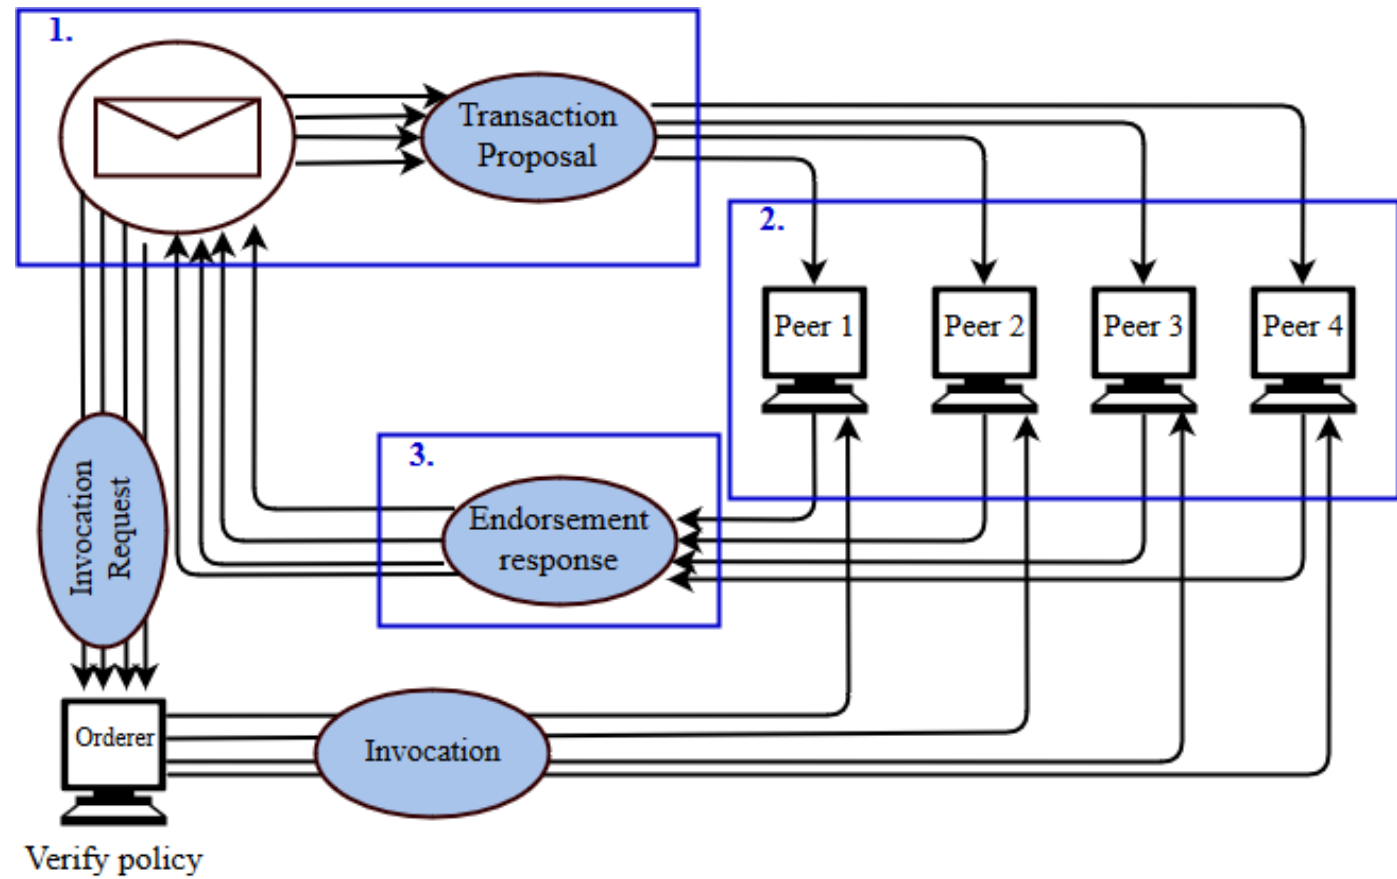 1.
Transaction
Proposal
2.
Peer 1
Peer 2
Peer 3
Peer 4
3.
Endorsement
response
Invocation
Request
Orderer
Invocation
Verify policy